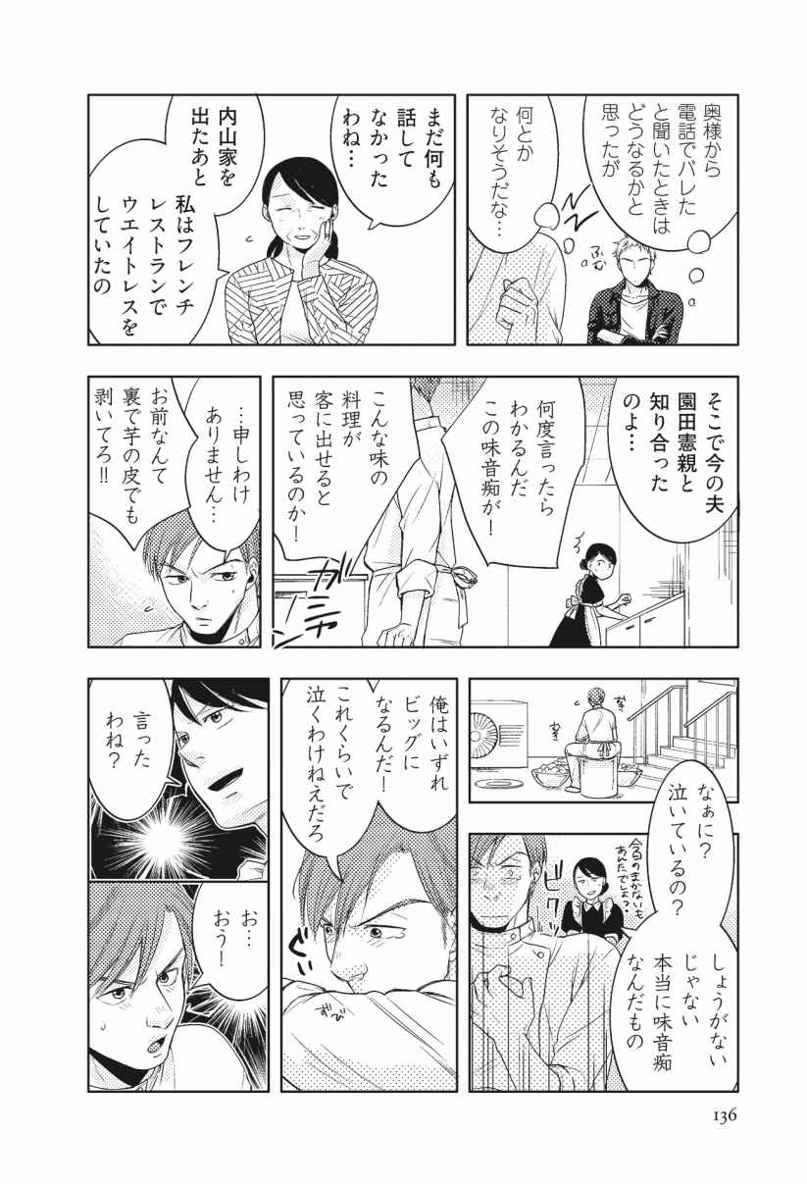 奥様から
電話でバレた
と聞いたときは
どうなるかと
思ったが
何とか
なりそうだな…
ふむ
まだ何も
話して
なかった
わね…
内山家を
出たあと
私はフレンチ
レストランで
ウエイトレスを
していたの
そこで今の夫
園田憲親と
知り合った
のよ…
何度言ったら
わかるんだ
この味音痴が!
こんな味の
料理が
客に出せると
思っているのか!
ガシャン
…申しわけ
ありません…
お前なんて
裏で芋の皮でも
剥いてろ!!
なぁに?
泣いているの?
今日のまかないも
あんたでしょ?
ビクッ
しょうがない
じゃない
本当に味音痴
なんだもの
俺はいずれ
ビッグに
なるんだ!
これくらいで
泣くわけねえだろ
ぐい
ずび
言った
わね?
お…
おう!
136